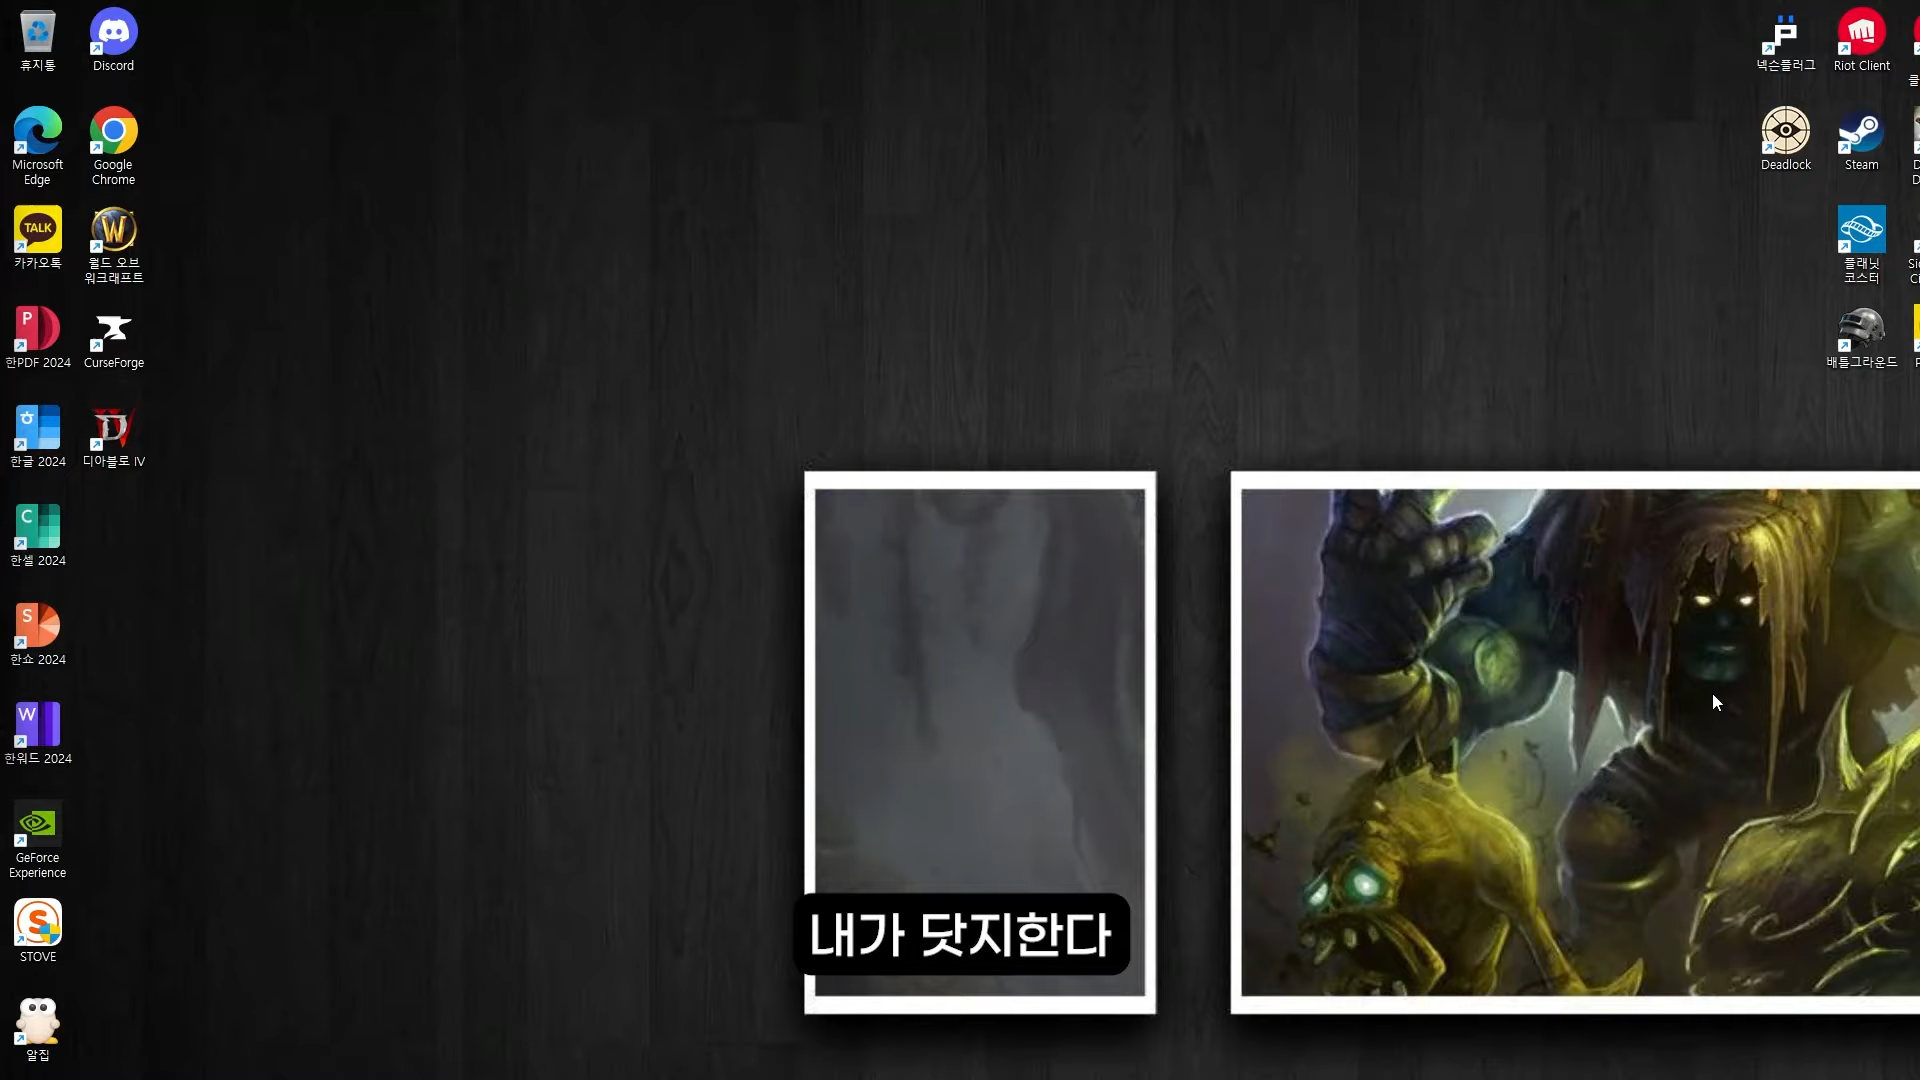 휴지통
Discord
Microsoft
Edge
Google
Chrome
TALK
카카오톡
W
월드 오브
워크래프트
P
한PDF 2024
CurseForge
ㅎ
한글 2024
디아블로 IV
C
한셀 2024
S
한쇼 2024
W
한워드 2024
GeForce
Experience
S
STOVE
알집
넥슨플러그
Riot Client
Deadlock
Steam
플래닛
코스터
배틀그라운드
내가 닷지한다